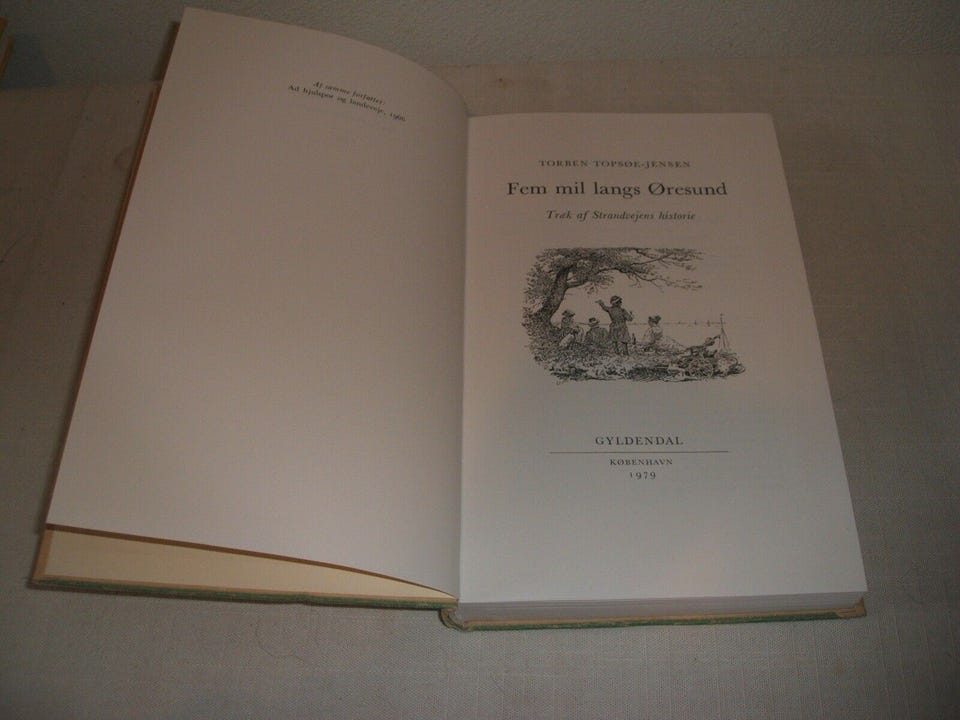 Af samme forfatter:
Ad hjulspor og landeveje, 1966
TORBEN TOPSØE-JENSEN
Fem mil langs Øresund
Træk af Strandvejens historie
GYLDENDAL
KØBENHAVN
1979